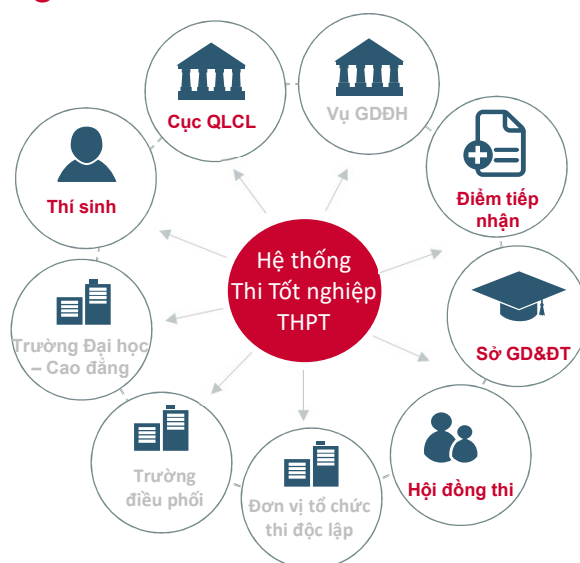 Cục QLCL
Vụ GDĐH
Thí sinh
Điểm tiếp
nhận
Hệ thống
Thi Tốt nghiệp
THPT
Trường Đại học
– Cao đẳng
Sở GD&ĐT
Trường
điều phối
Đơn vị tổ chức
thi độc lập
Hội đồng thi